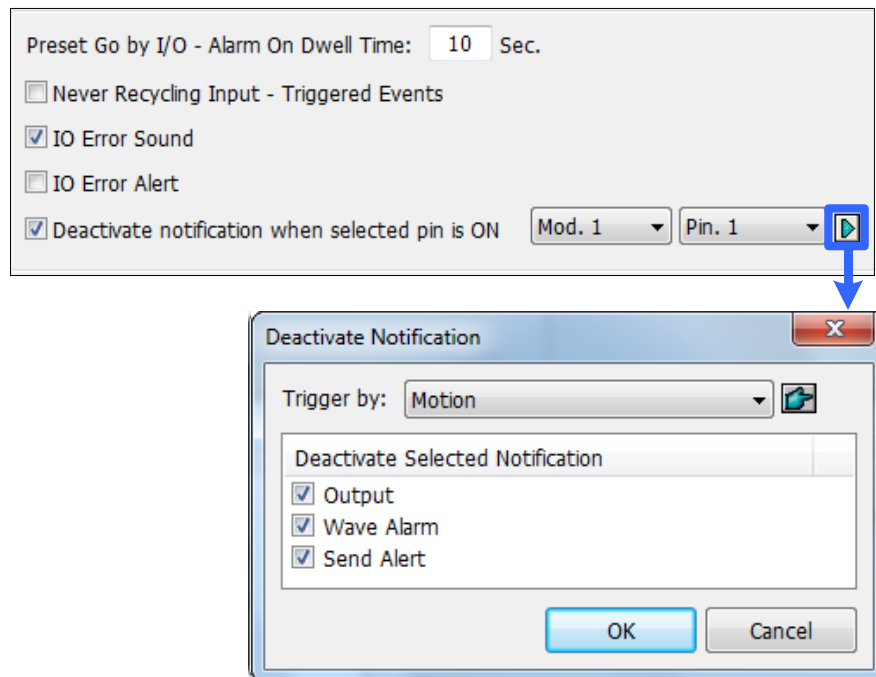 Preset Go by I/O - Alarm On Dwell Time: 10 Sec.
Never Recycling Input - Triggered Events
IO Error Sound
IO Error Alert
Deactivate notification when selected pin is ON Mod. 1 Pin. 1
Deactivate Notification
Trigger by: Motion
Deactivate Selected Notification
Output
Wave Alarm
Send Alert
OK Cancel